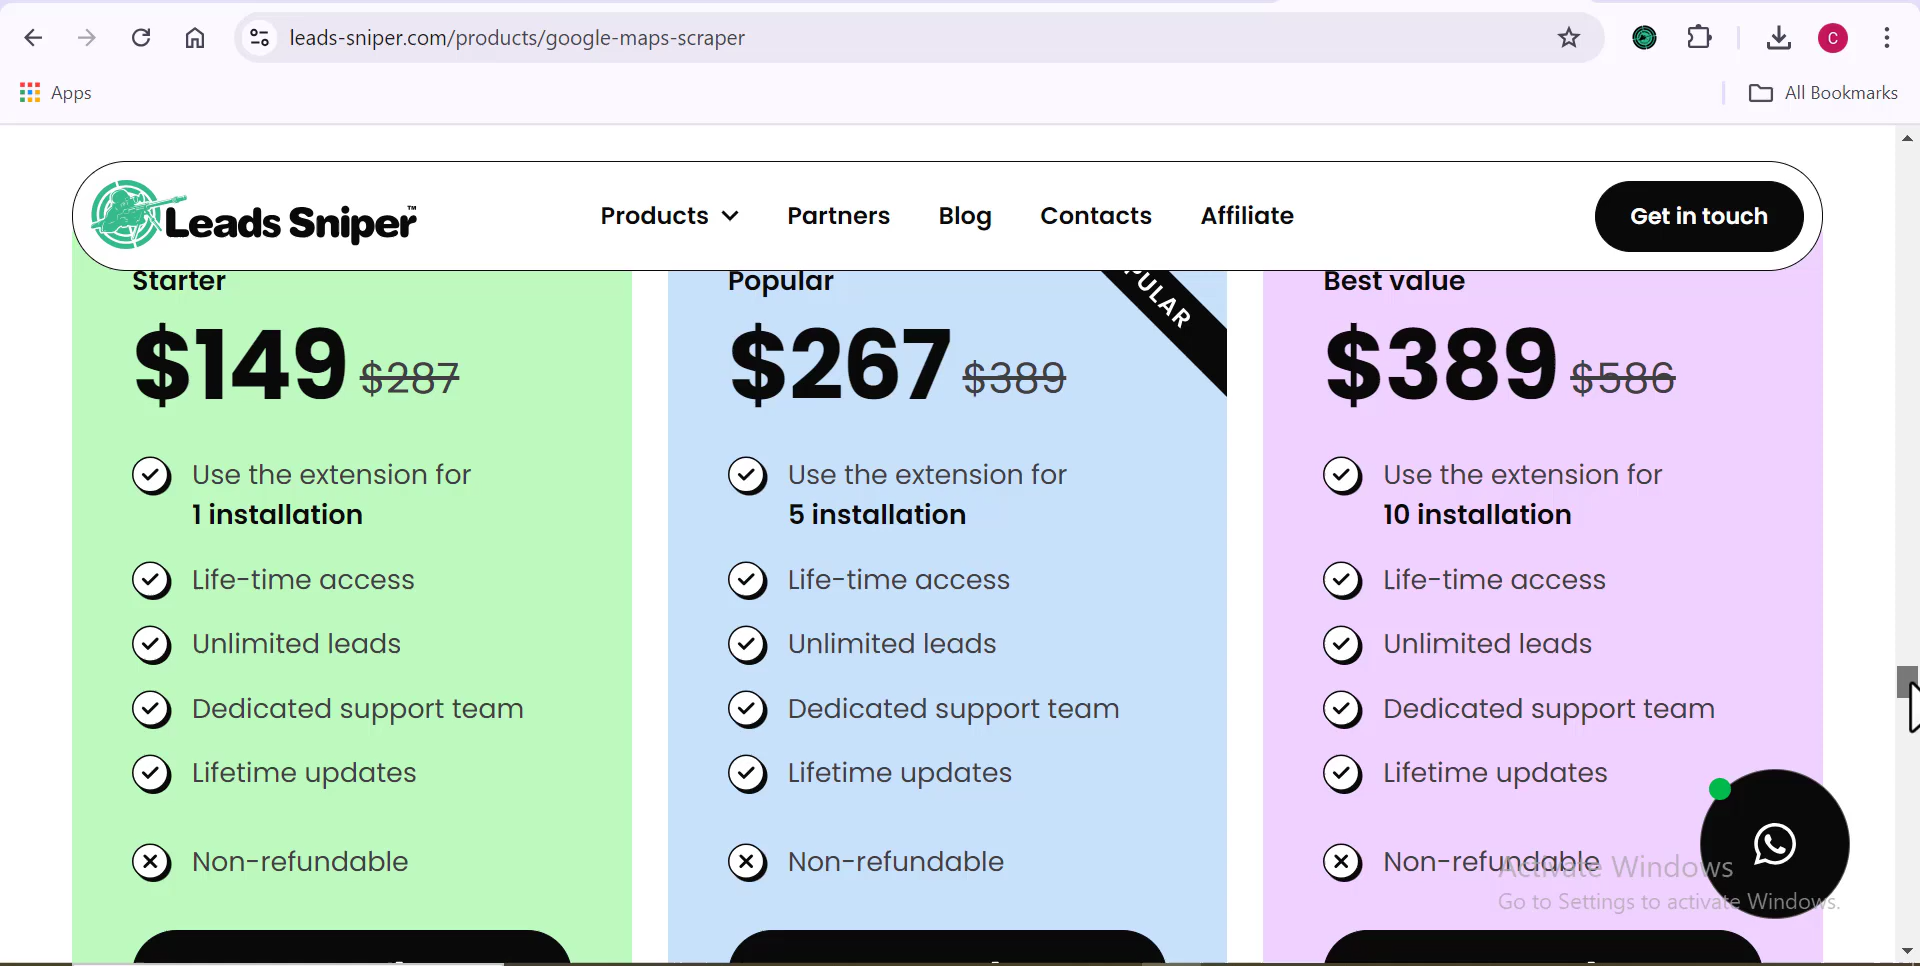 leads-sniper.com/products/google-maps-scraper
C
Apps
All Bookmarks
Leads Sniper™
Products
Partners
Blog
Contacts
Affiliate
Get in touch
Starter
$149 $287
Use the extension for
1 installation
Life-time access
Unlimited leads
Dedicated support team
Lifetime updates
Non-refundable
Popular
PULAR
$267 $389
Use the extension for
5 installation
Life-time access
Unlimited leads
Dedicated support team
Lifetime updates
Non-refundable
Best value
$389 $586
Use the extension for
10 installation
Life-time access
Unlimited leads
Dedicated support team
Lifetime updates
Non-refundable
Activate Windows
Go to Settings to activate Windows.